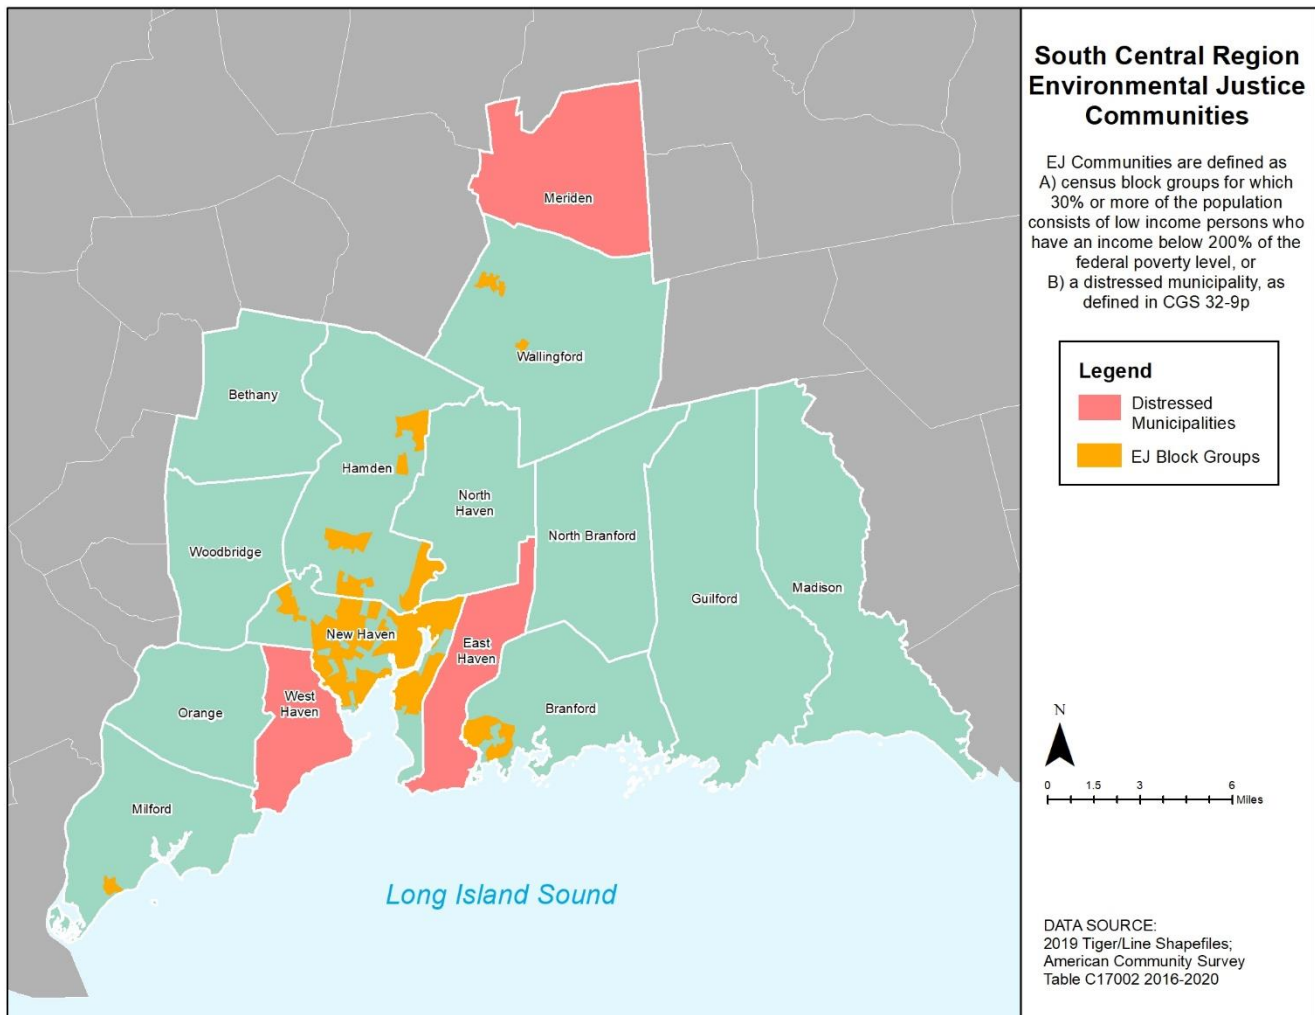 South Central Region
Environmental Justice
Communities
EJ Communities are defined as
A) census block groups for which
30% or more of the population
consists of low income persons who
have an income below 200% of the
federal poverty level, or
B) a distressed municipality, as
defined in CGS 32-9p
Legend
Distressed
Municipalities
EJ Block Groups
Meriden
Wallingford
Bethany
Hamden
North
Haven
North Branford
Woodbridge
Madison
Guilford
New Haven
East
Haven
West
Haven
Orange
Branford
Milford
Long Island Sound
N
0 1.5 3 6
Miles
DATA SOURCE:
2019 Tiger/Line Shapefiles;
American Community Survey
Table C17002 2016-2020